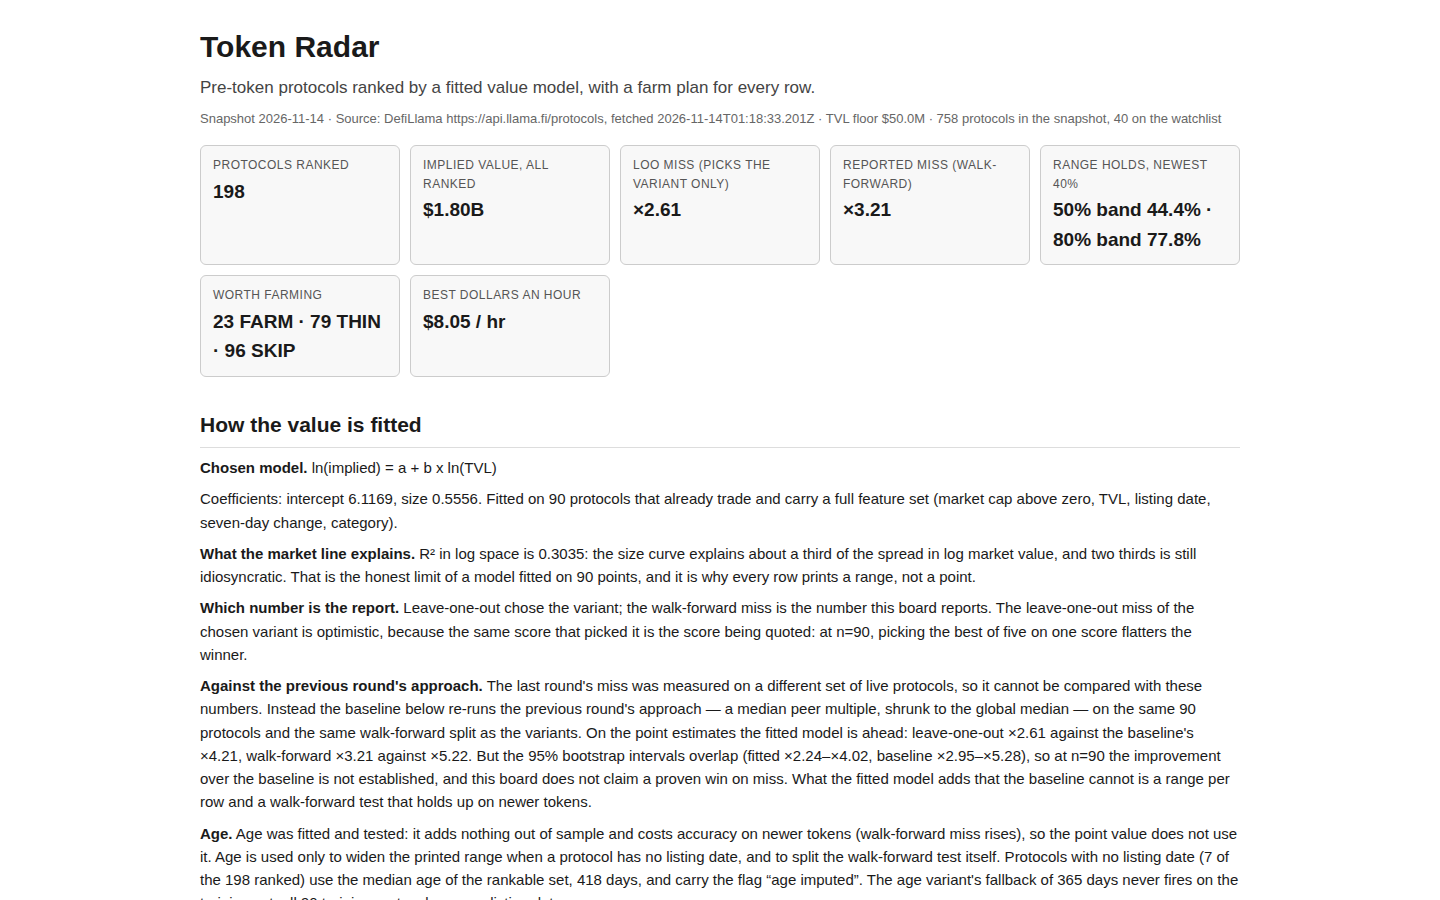 Token Radar
Pre-token protocols ranked by a fitted value model, with a farm plan for every row.
Snapshot 2026-11-14 · Source: DefiLlama https://api.llama.fi/protocols, fetched 2026-11-14T01:18:33.201Z · TVL floor $50.0M · 758 protocols in the snapshot, 40 on the watchlist
PROTOCOLS RANKED
198
IMPLIED VALUE, ALL
RANKED
$1.80B
LOO MISS (PICKS THE
VARIANT ONLY)
×2.61
REPORTED MISS (WALK-
FORWARD)
×3.21
RANGE HOLDS, NEWEST
40%
50% band 44.4% ·
80% band 77.8%
WORTH FARMING
23 FARM · 79 THIN
· 96 SKIP
BEST DOLLARS AN HOUR
$8.05 / hr
How the value is fitted
Chosen model. ln(implied) = a + b x ln(TVL)
Coefficients: intercept 6.1169, size 0.5556. Fitted on 90 protocols that already trade and carry a full feature set (market cap above zero, TVL, listing date,
seven-day change, category).
What the market line explains. R² in log space is 0.3035: the size curve explains about a third of the spread in log market value, and two thirds is still
idiosyncratic. That is the honest limit of a model fitted on 90 points, and it is why every row prints a range, not a point.
Which number is the report. Leave-one-out chose the variant; the walk-forward miss is the number this board reports. The leave-one-out miss of the
chosen variant is optimistic, because the same score that picked it is the score being quoted: at n=90, picking the best of five on one score flatters the
winner.
Against the previous round's approach. The last round's miss was measured on a different set of live protocols, so it cannot be compared with these
numbers. Instead the baseline below re-runs the previous round's approach — a median peer multiple, shrunk to the global median — on the same 90
protocols and the same walk-forward split as the variants. On the point estimates the fitted model is ahead: leave-one-out ×2.61 against the baseline's
×4.21, walk-forward ×3.21 against ×5.22. But the 95% bootstrap intervals overlap (fitted ×2.24–×4.02, baseline ×2.95–×5.28), so at n=90 the improvement
over the baseline is not established, and this board does not claim a proven win on miss. What the fitted model adds that the baseline cannot is a range per
row and a walk-forward test that holds up on newer tokens.
Age. Age was fitted and tested: it adds nothing out of sample and costs accuracy on newer tokens (walk-forward miss rises), so the point value does not use
it. Age is used only to widen the printed range when a protocol has no listing date, and to split the walk-forward test itself. Protocols with no listing date (7 of
the 198 ranked) use the median age of the rankable set, 418 days, and carry the flag “age imputed”. The age variant's fallback of 365 days never fires on the